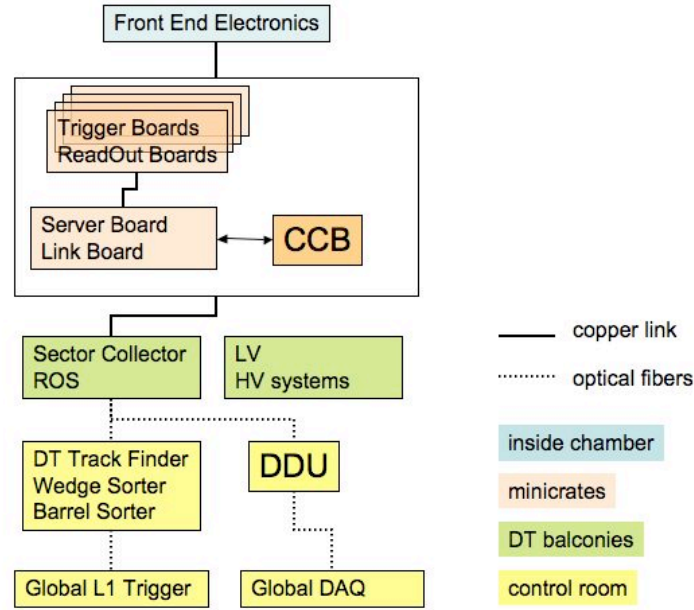 Front End Electronics
Trigger Boards
ReadOut Boards
Server Board
Link Board
CCB
Sector Collector
ROS
LV
HV systems
DT Track Finder
Wedge Sorter
Barrel Sorter
DDU
Global L1 Trigger
Global DAQ
copper link
optical fibers
inside chamber
minicrates
DT balconies
control room